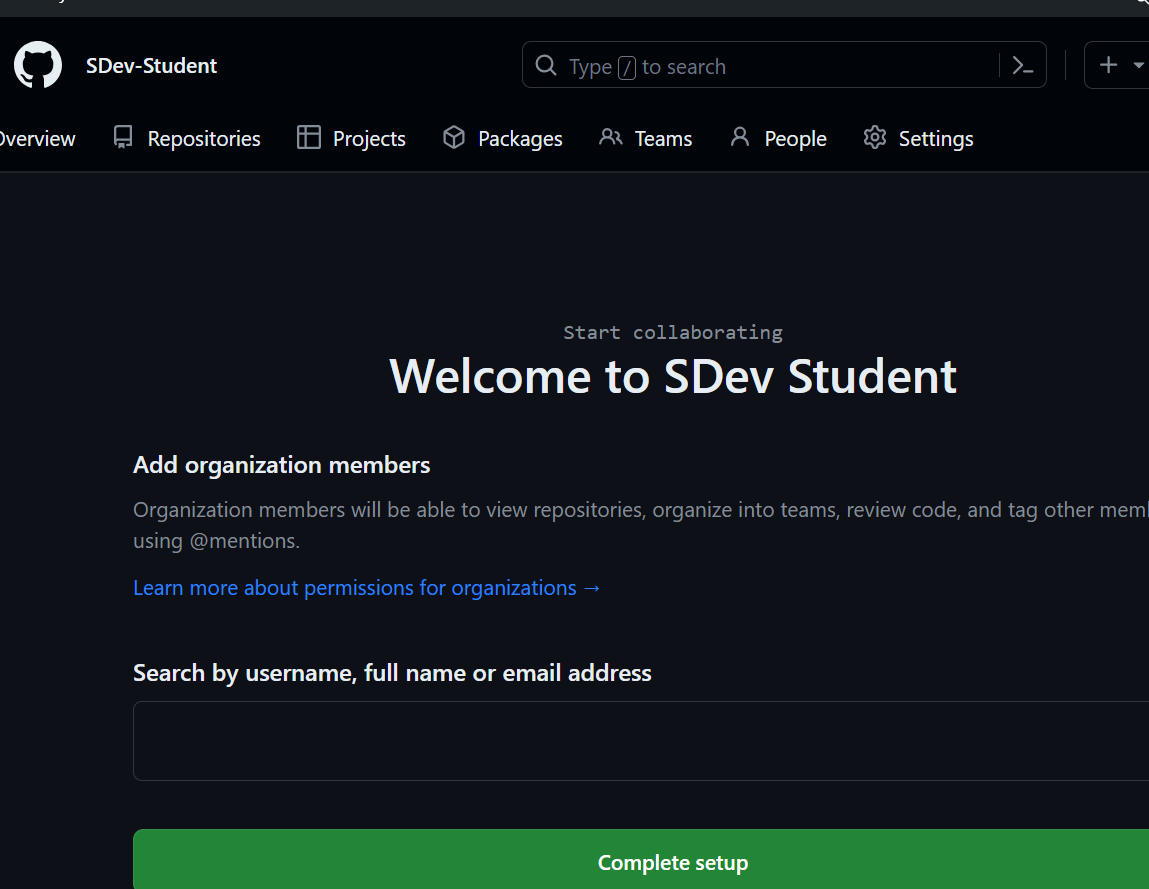 SDev-Student
Type / to search
Overview Repositories Projects Packages Teams People Settings
Start collaborating
Welcome to SDev Student
Add organization members
Organization members will be able to view repositories, organize into teams, review code, and tag other mem
using @mentions.
Learn more about permissions for organizations →
Search by username, full name or email address
Complete setup